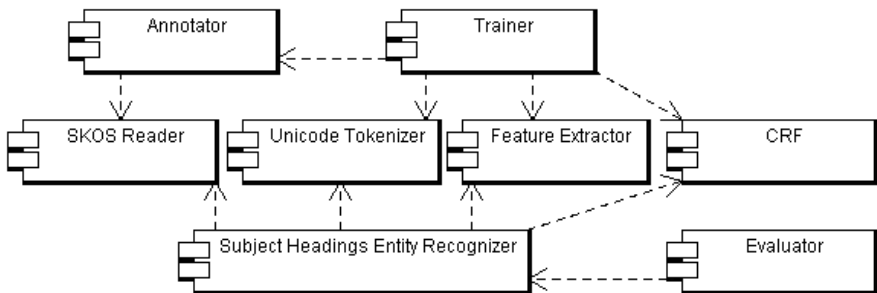 Annotator
Trainer
SKOS Reader
Unicode Tokenizer
Feature Extractor
CRF
Subject Headings Entity Recognizer
Evaluator